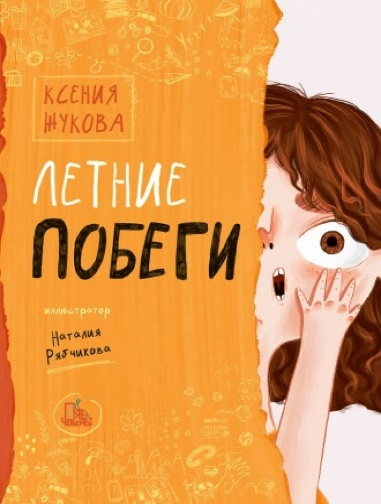 КСЕНИЯ
ЖУКОВА
ЛЕТНИЕ
ПОБЕГИ
иллюстратор
НАТАЛИЯ
РЯБЧИКОВА